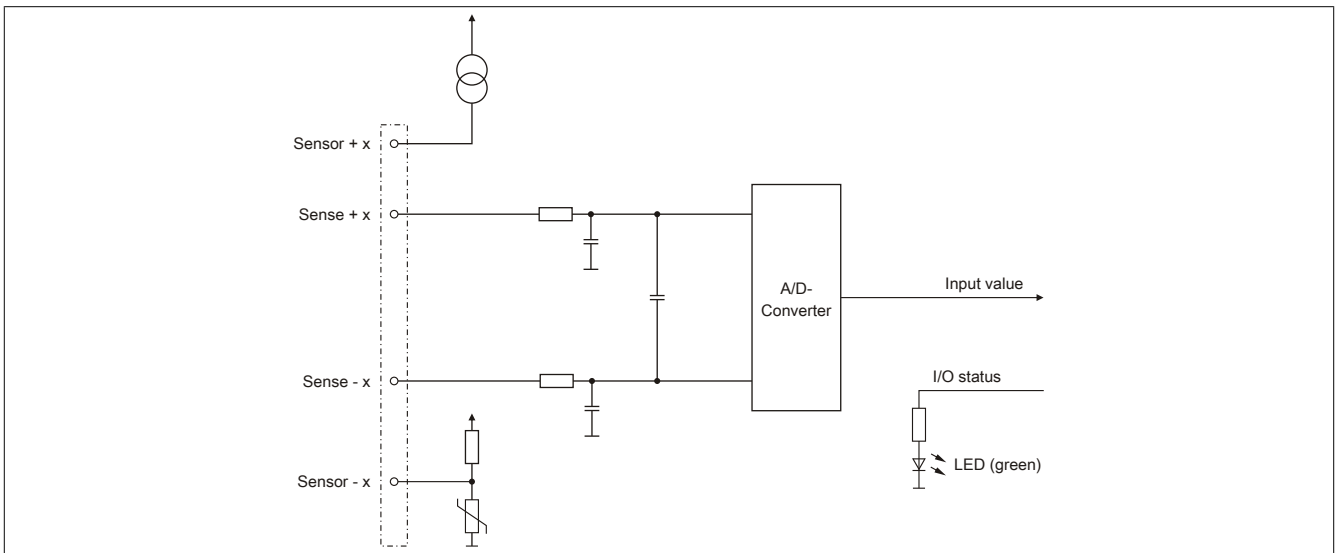 Sensor + x
Sense + x
A/D-
Converter
Input value
Sense - x
I/O status
LED (green)
Sensor - x